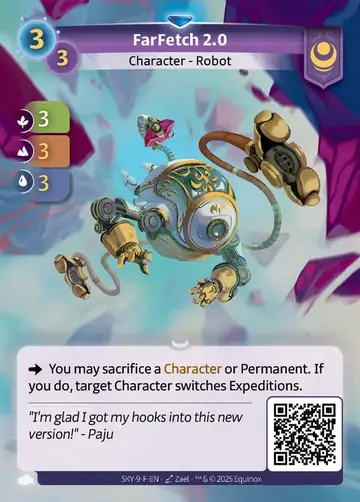 3
FarFetch 2.0
3
Character - Robot
3
3
3
➡ You may sacrifice a Character or Permanent. If
you do, target Character switches Expeditions.
"I'm glad I got my hooks into this new
version!" - Paju
SKY-9-F-EN - Zael - ™ & © 2025 Equinox